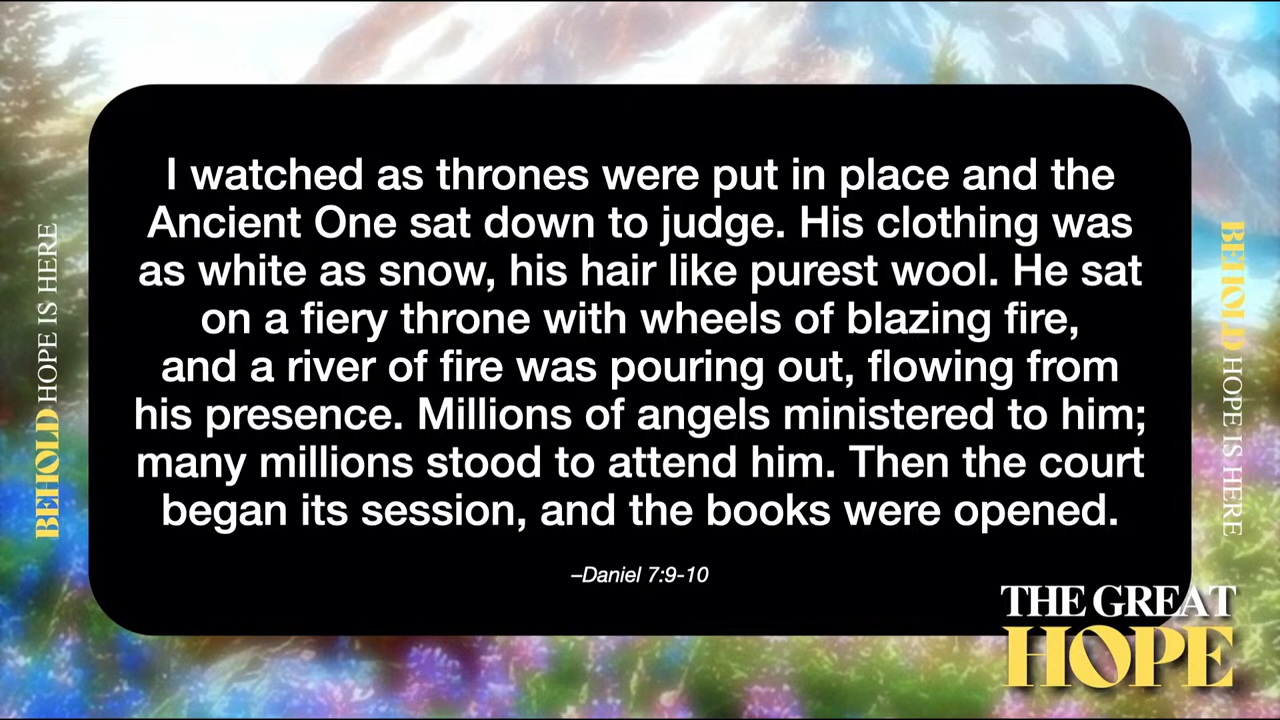 I watched as thrones were put in place and the
Ancient One sat down to judge. His clothing was
as white as snow, his hair like purest wool. He sat
on a fiery throne with wheels of blazing fire,
and a river of fire was pouring out, flowing from
his presence. Millions of angels ministered to him;
many millions stood to attend him. Then the court
began its session, and the books were opened.
–Daniel 7:9-10
BEHOLD HOPE IS HERE
BEHOLD HOPE IS HERE
THE GREAT
HOPE